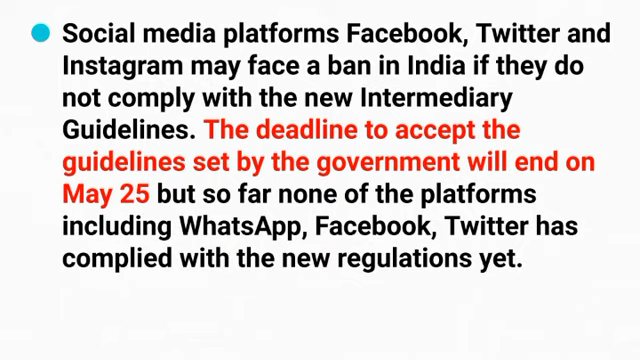 Social media platforms Facebook, Twitter and
Instagram may face a ban in India if they do
not comply with the new Intermediary
Guidelines. The deadline to accept the
guidelines set by the government will end on
May 25 but so far none of the platforms
including WhatsApp, Facebook, Twitter has
complied with the new regulations yet.